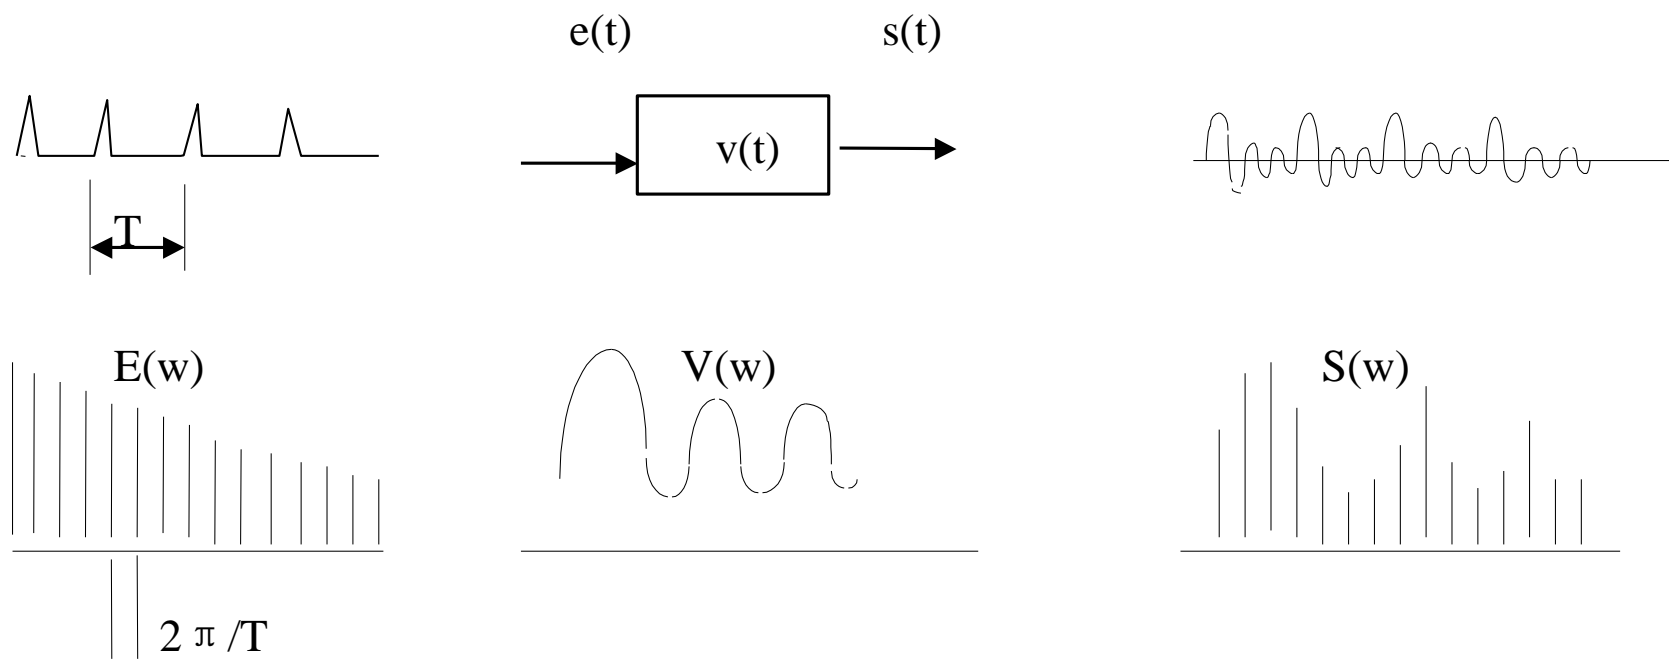 e(t)
s(t)
v(t)
T
E(w)
V(w)
S(w)
2 π /T